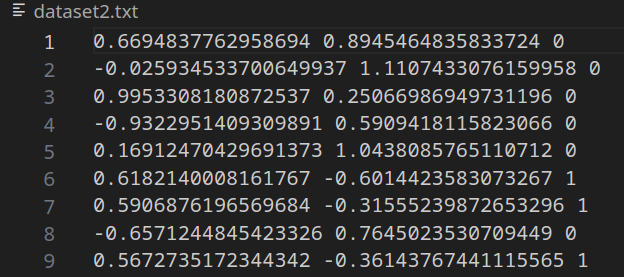 dataset2.txt
1 0.6694837762958694 0.8945464835833724 0
2 -0.025934533700649937 1.1107433076159958 0
3 0.9953308180872537 0.25066986949731196 0
4 -0.9322951409309891 0.5909418115823066 0
5 0.16912470429691373 1.0438085765110712 0
6 0.6182140008161767 -0.6014423583073267 1
7 0.5906876196569684 -0.31555239872653296 1
8 -0.6571244845423326 0.7645023530709449 0
9 0.5672735172344342 -0.36143767441115565 1